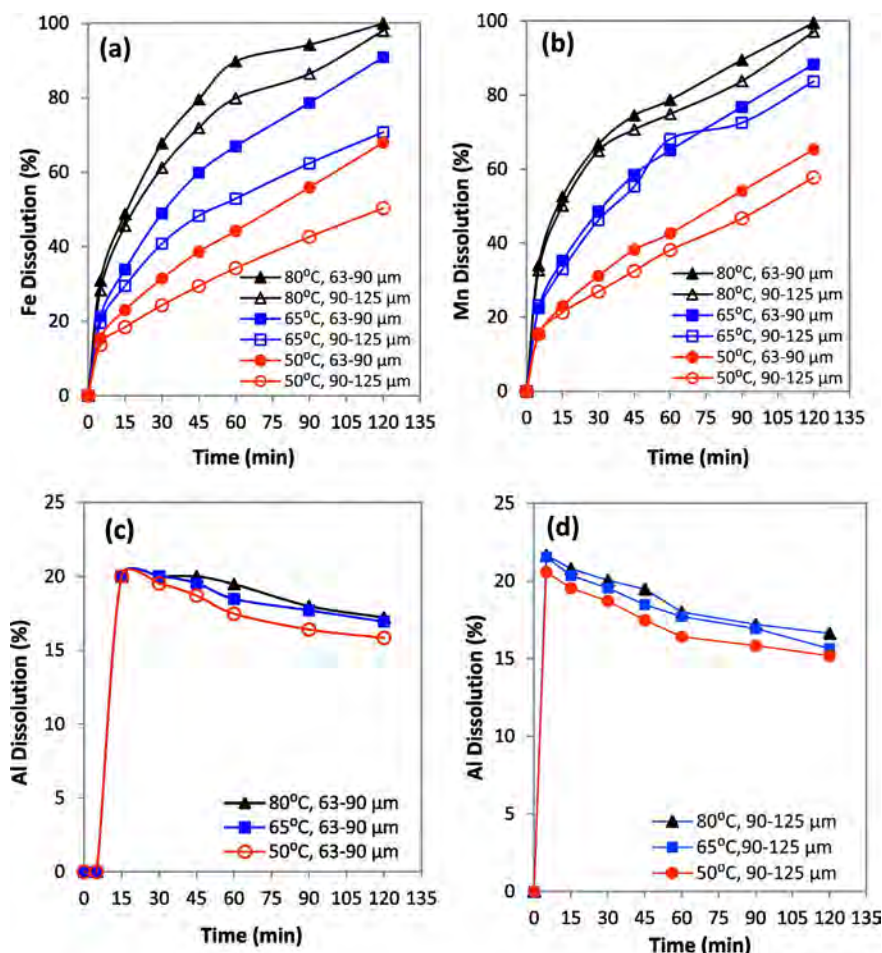 (a)
Fe Dissolution (%)
100
80
60
40
20
0
80°C, 63-90 µm
80°C, 90-125 µm
65°C, 63-90 µm
65°C, 90-125 µm
50°C, 63-90 µm
50°C, 90-125 µm
0 15 30 45 60 75 90 105 120 135
Time (min)
(b)
Mn Dissolution (%)
100
80
60
40
20
0
80°C, 63-90 µm
80°C, 90-125 µm
65°C, 63-90 µm
65°C, 90-125 µm
50°C, 63-90 µm
50°C, 90-125 µm
0 15 30 45 60 75 90 105 120 135
Time (min)
(c)
Al Dissolution (%)
25
20
15
10
5
0
80°C, 63-90 µm
65°C, 63-90 µm
50°C, 63-90 µm
0 15 30 45 60 75 90 105 120 135
Time (min)
(d)
Al Dissolution (%)
25
20
15
10
5
0
80°C, 90-125 µm
65°C,90-125 µm
50°C, 90-125 µm
0 15 30 45 60 75 90 105 120 135
Time (min)